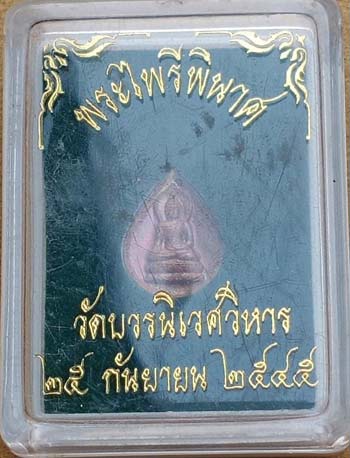 พระไพรีพินาศ
วัดบวรนิเวศวิหาร
๒๕ กันยายน ๒๕๔๕